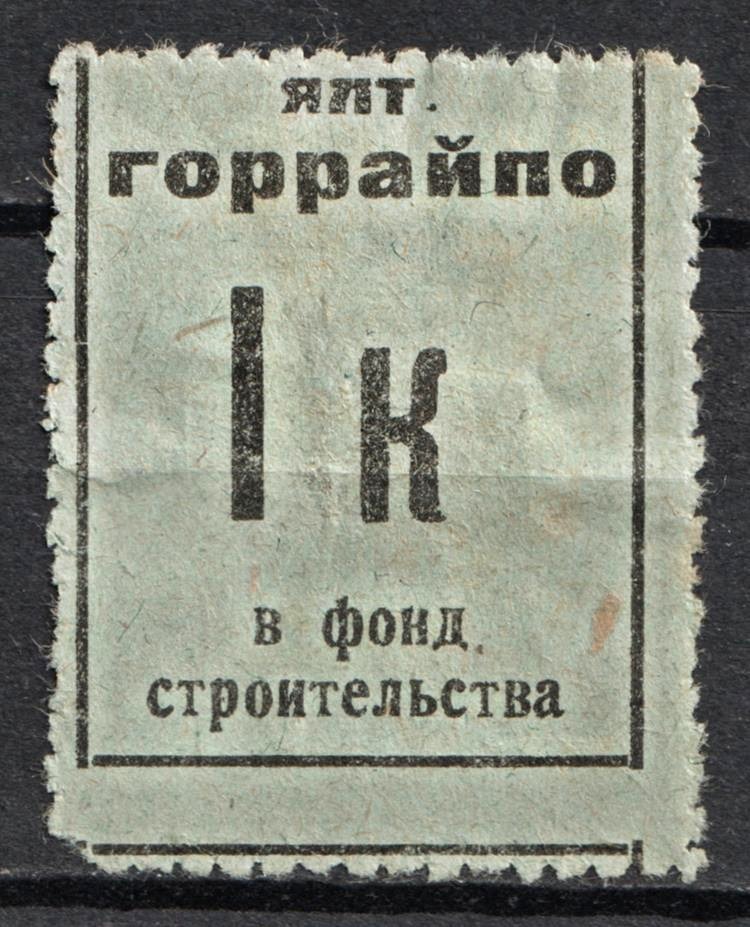 ялт.
горрайпо
1 к
в фонд
строительства